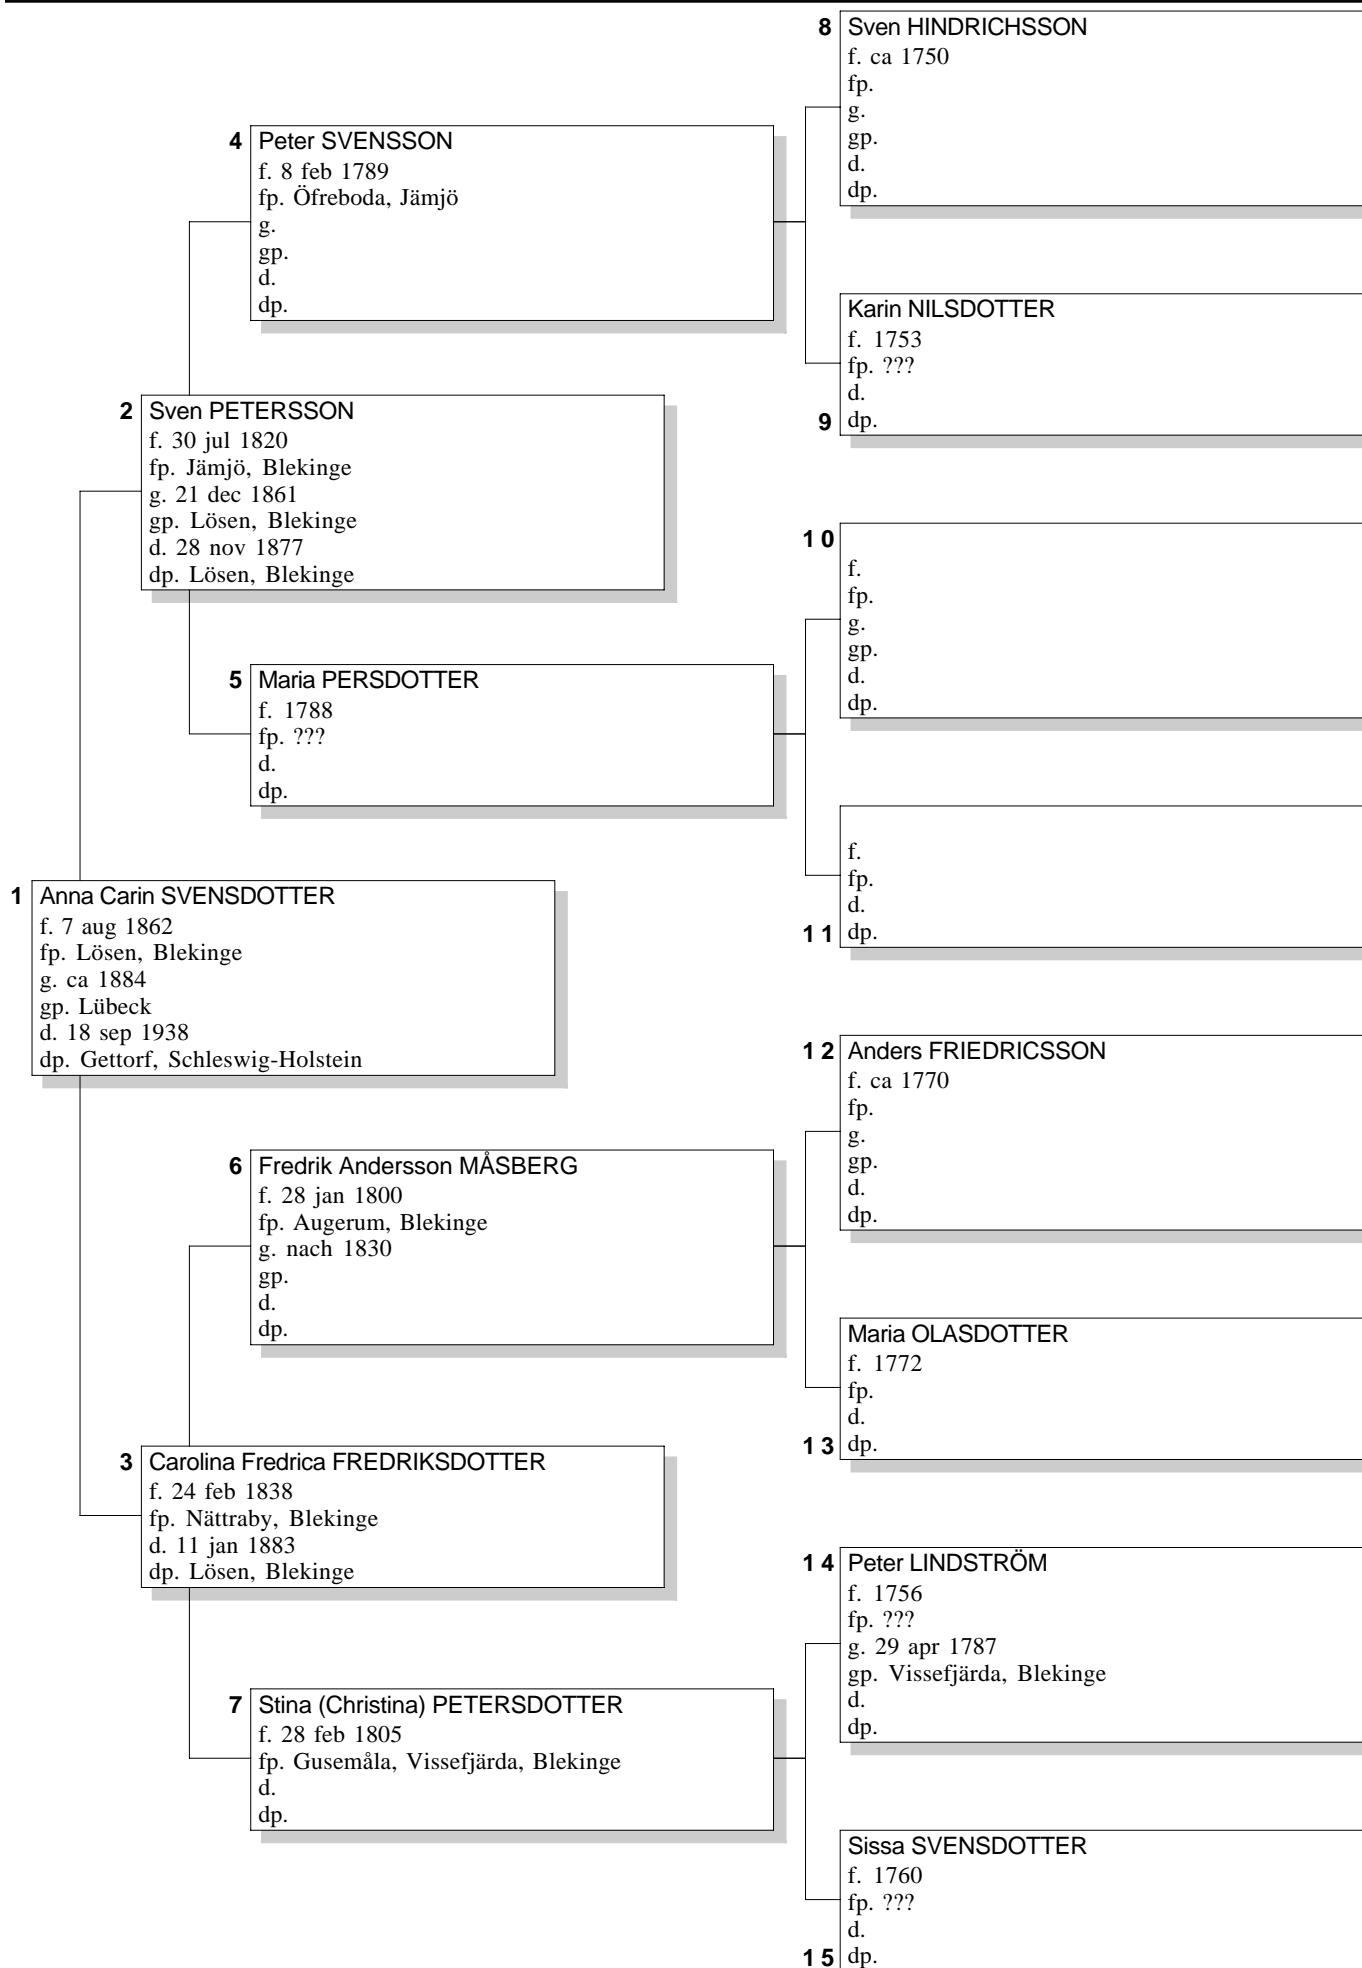 8 Sven HINDRICHSSON
f. ca 1750
fp.
g.
gp.
d.
dp.
4 Peter SVENSSON
f. 8 feb 1789
fp. Öfreboda, Jämjö
g.
gp.
d.
dp.
Karin NILSDOTTER
f. 1753
fp. ???
d.
9 dp.
2 Sven PETERSSON
f. 30 jul 1820
fp. Jämjö, Blekinge
g. 21 dec 1861
gp. Lösen, Blekinge
d. 28 nov 1877
dp. Lösen, Blekinge
10
f.
fp.
g.
gp.
d.
dp.
5 Maria PERSDOTTER
f. 1788
fp. ???
d.
dp.
f.
fp.
d.
11 dp.
1 Anna Carin SVENSDOTTER
f. 7 aug 1862
fp. Lösen, Blekinge
g. ca 1884
gp. Lübeck
d. 18 sep 1938
dp. Gettorf, Schleswig-Holstein
12 Anders FRIEDRICSSON
f. ca 1770
fp.
g.
gp.
d.
dp.
6 Fredrik Andersson MÅSBERG
f. 28 jan 1800
fp. Augerum, Blekinge
g. nach 1830
gp.
d.
dp.
Maria OLASDOTTER
f. 1772
fp.
d.
13 dp.
3 Carolina Fredrica FREDRIKSDOTTER
f. 24 feb 1838
fp. Nättraby, Blekinge
d. 11 jan 1883
dp. Lösen, Blekinge
14 Peter LINDSTRÖM
f. 1756
fp. ???
g. 29 apr 1787
gp. Vissefjärda, Blekinge
d.
dp.
7 Stina (Christina) PETERSDOTTER
f. 28 feb 1805
fp. Gusemåla, Vissefjärda, Blekinge
d.
dp.
Sissa SVENSDOTTER
f. 1760
fp. ???
d.
15 dp.